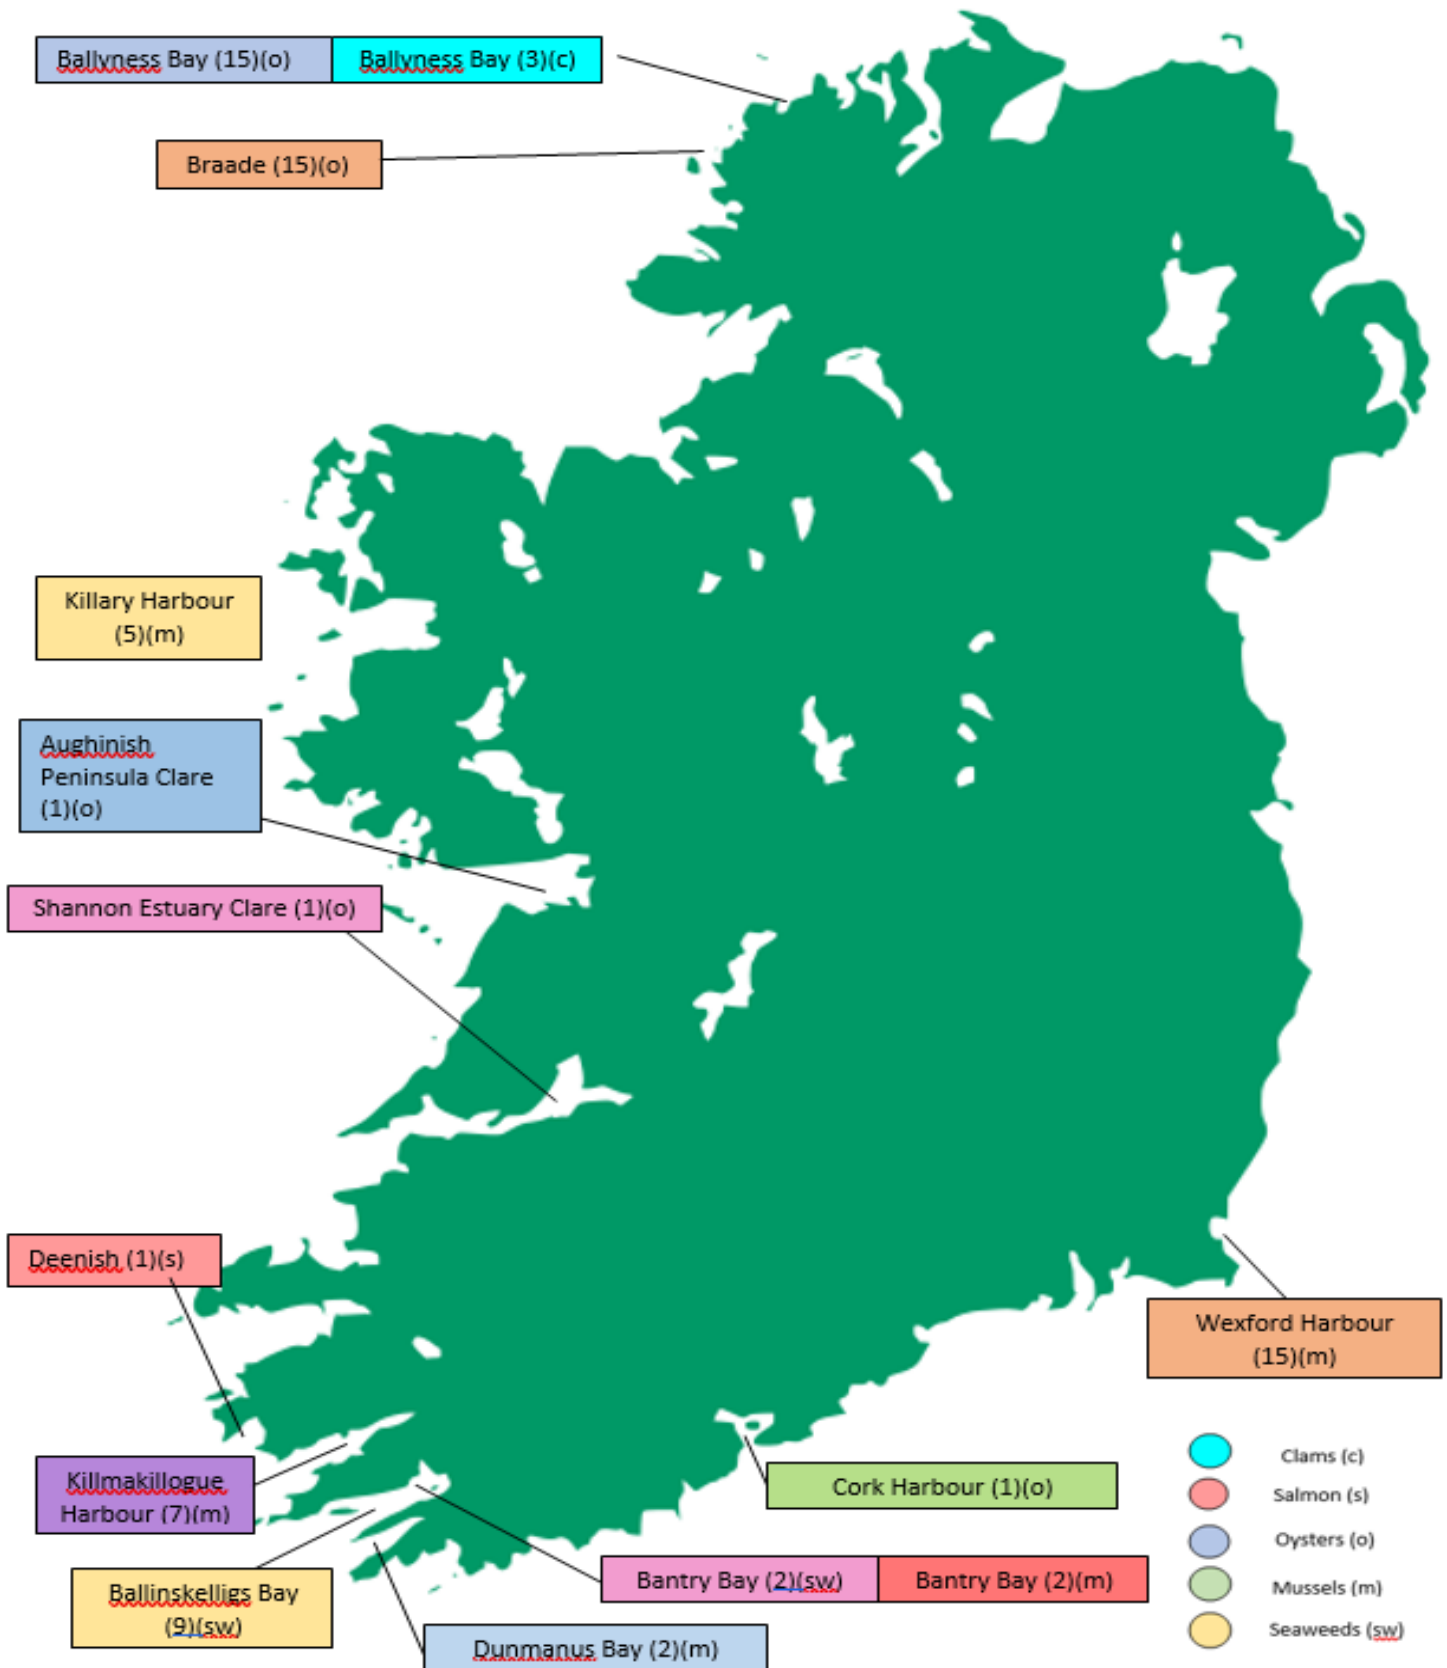 Ballyness Bay (15)(o)
Ballyness Bay (3)(c)
Braade (15)(o)
Killary Harbour
(5)(m)
Aughinish
Peninsula Clare
(1)(o)
Shannon Estuary Clare (1)(o)
Deenish (1)(s)
Wexford Harbour
(15)(m)
Killmakillogue
Harbour (7)(m)
Cork Harbour (1)(o)
Ballinskelligs Bay
(9)(sw)
Bantry Bay (2)(sw)
Bantry Bay (2)(m)
Dunmanus Bay (2)(m)
Clams (c)
Salmon (s)
Oysters (o)
Mussels (m)
Seaweeds (sw)